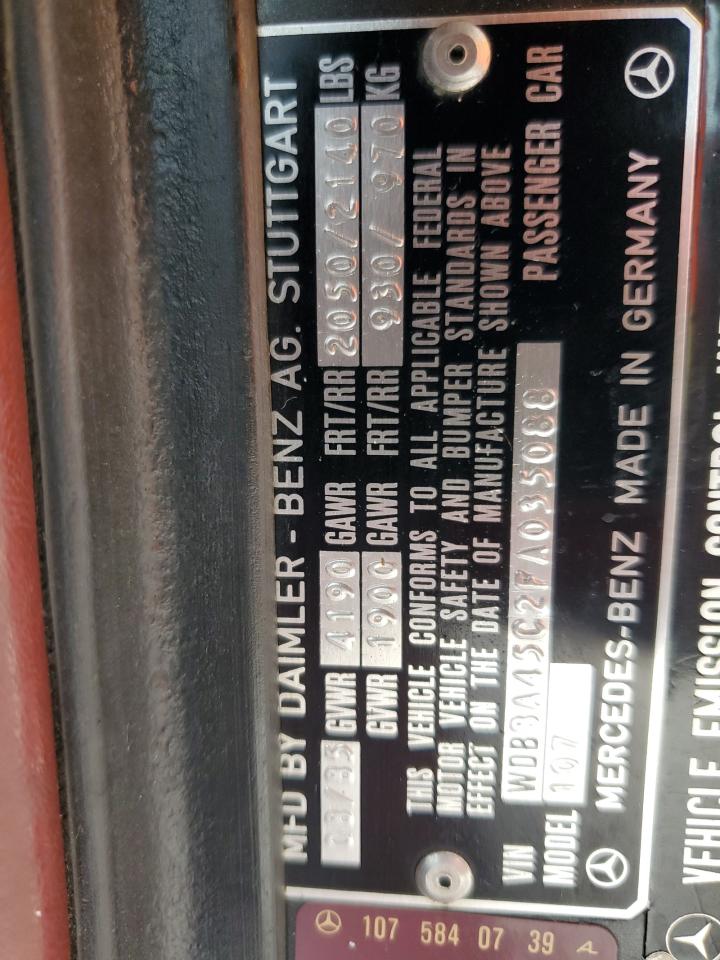 MFD BY DAIMLER - BENZ AG. STUTTGART
GVWR 4190 GAWR FRT/RR 2050/2140 LBS
GVWR 1900 GAWR FRT/RR 930/ 970 KG
THIS VEHICLE CONFORMS TO ALL APPLICABLE FEDERAL
MOTOR VEHICLE SAFETY AND BUMPER STANDARDS IN
EFFECT ON THE DATE OF MANUFACTURE SHOWN ABOVE
VIN WDBBA45C2FA035088 PASSENGER CAR
MODEL 107
MERCEDES-BENZ MADE IN GERMANY
VEHICLE EMISSION CONTROL
107 584 07 39 A